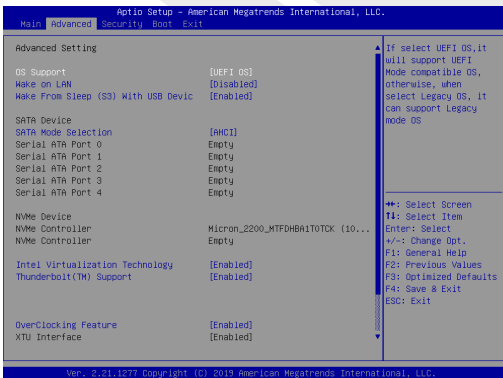 Aptio Setup – American Megatrends International, LLC.
Main Advanced Security Boot Exit
Advanced Setting
OS Support [UEFI OS]
Wake on LAN [Disabled]
Wake From Sleep (S3) With USB Devic [Enabled]
SATA Device
SATA Mode Selection [AHCI]
Serial ATA Port 0 Empty
Serial ATA Port 1 Empty
Serial ATA Port 2 Empty
Serial ATA Port 3 Empty
Serial ATA Port 4 Empty
NVMe Device
NVMe Controller Micron_2200_MTFDHBA1T0TCK (10...
NVMe Controller Empty
Intel Virtualization Technology [Enabled]
Thunderbolt(TM) Support [Enabled]
OverClocking Feature [Enabled]
XTU Interface [Enabled]
If select UEFI OS,it
will support UEFI
Mode compatible OS,
otherwise, when
select Legacy OS, it
can support Legacy
mode OS
→←: Select Screen
↑↓: Select Item
Enter: Select
+/-: Change Opt.
F1: General Help
F2: Previous Values
F3: Optimized Defaults
F4: Save & Exit
ESC: Exit
Ver. 2.21.1277 Copyright (C) 2019 American Megatrends International, LLC.